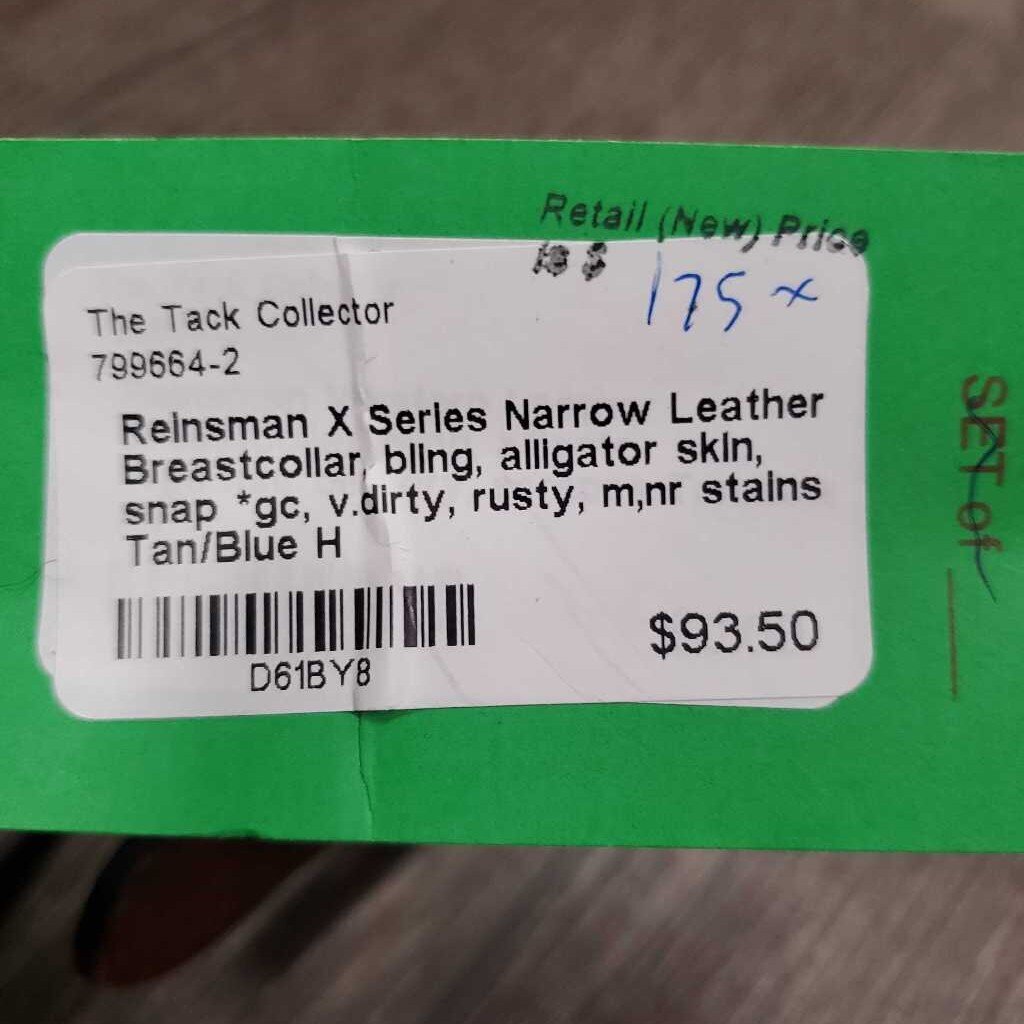 Retail (New) Price
is $ 175 x
The Tack Collector
799664-2
Reinsman X Series Narrow Leather
Breastcollar, bling, alligator skin,
snap *gc, v.dirty, rusty, m,nr stains
Tan/Blue H
D61BY8
$93.50
SET of